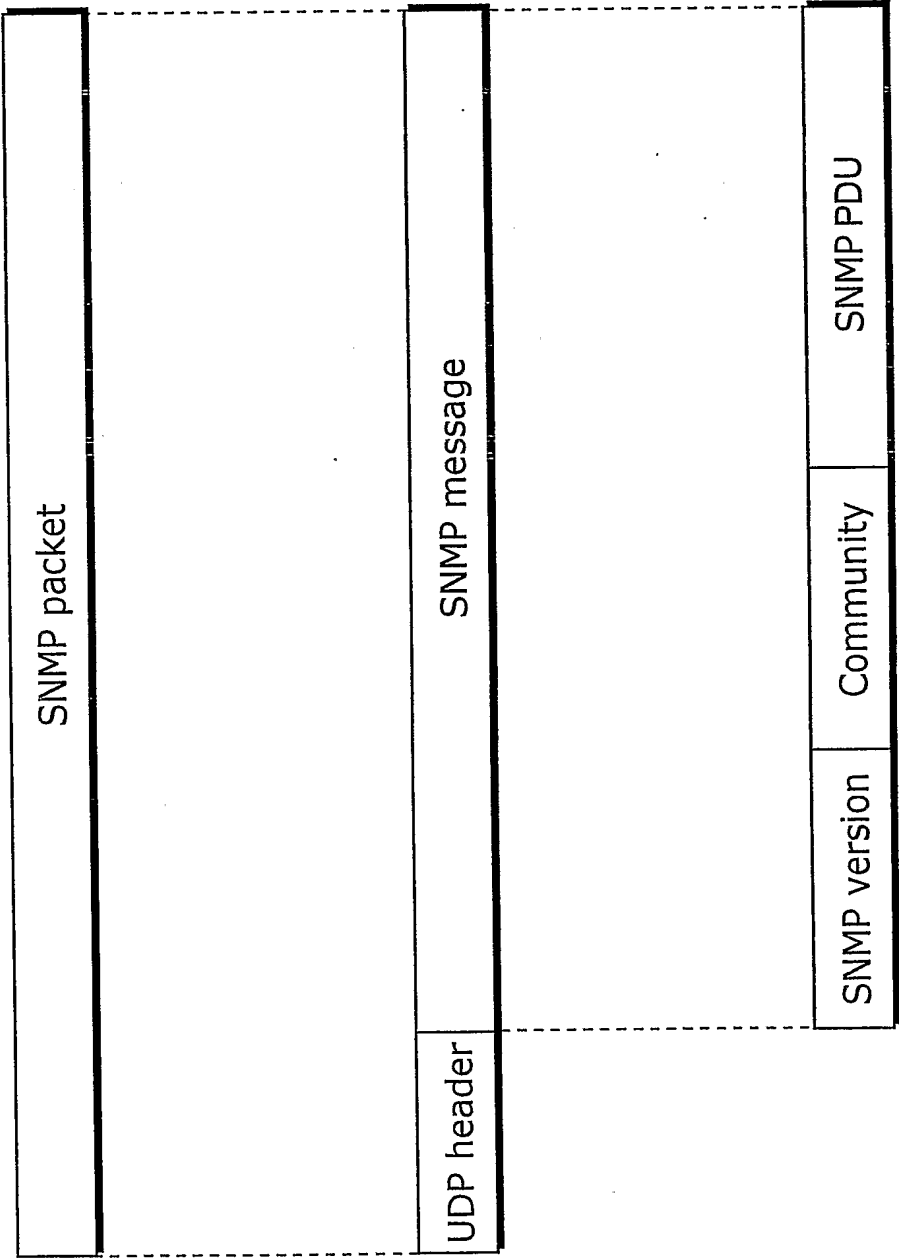 SNMP packet
UDP header
SNMP message
SNMP version
Community
SNMP PDU